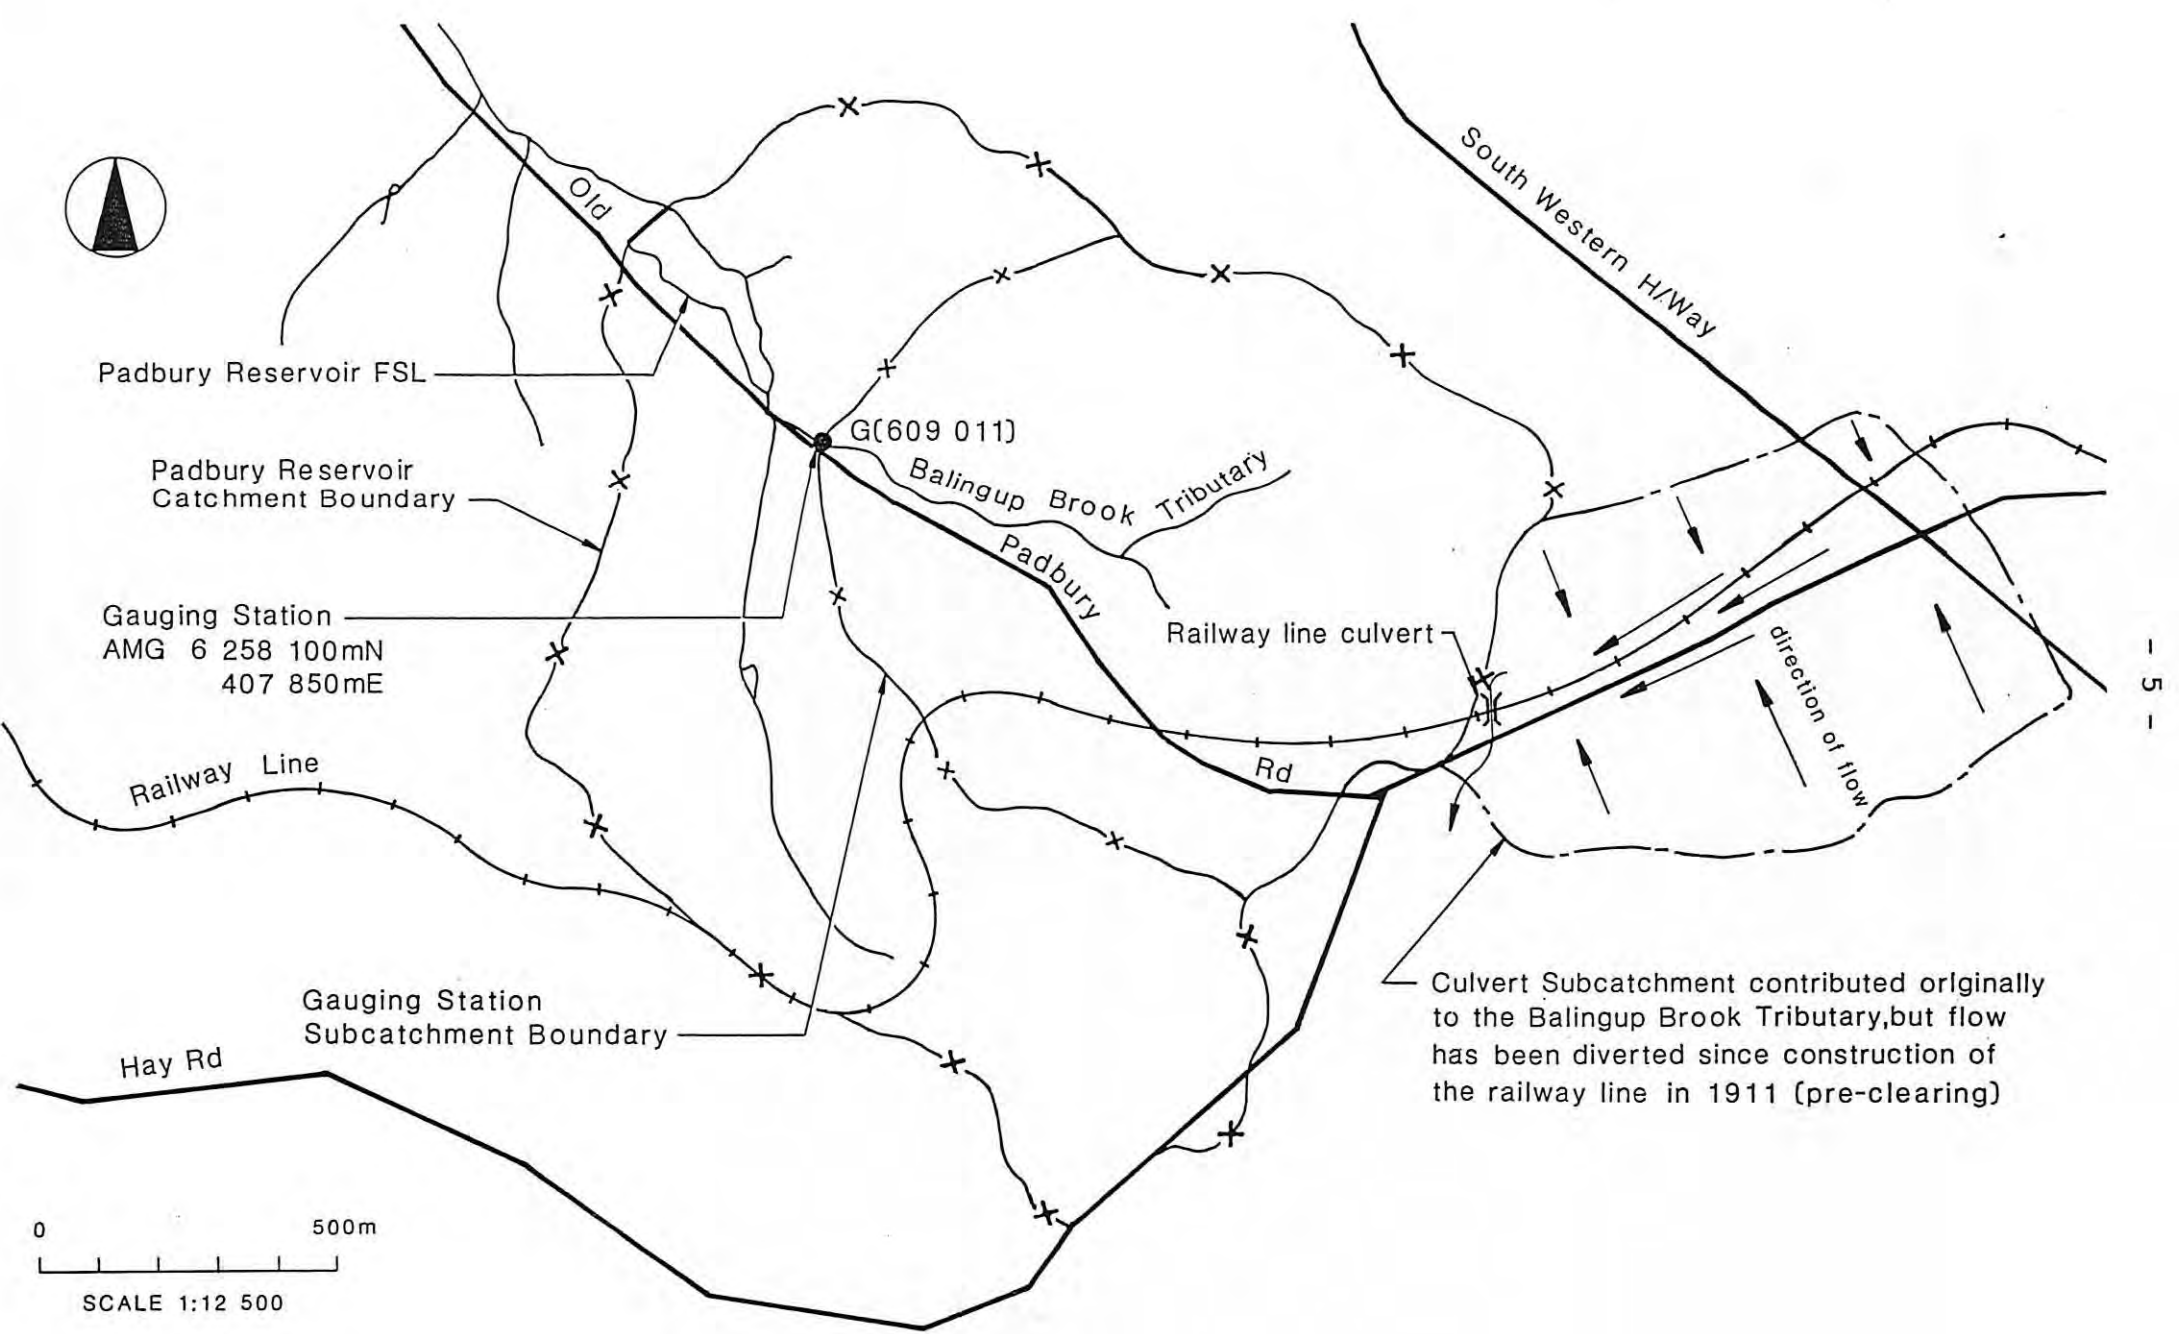 South Western H/Way
Old
Padbury Reservoir FSL
G(609 011)
Padbury Reservoir
Catchment Boundary
Balingup Brook Tributary
Padbury
Gauging Station
AMG 6 258 100mN
407 850mE
Railway line culvert
direction of flow
- 5 -
Railway Line
Rd
Gauging Station
Subcatchment Boundary
Culvert Subcatchment contributed originally
to the Balingup Brook Tributary,but flow
has been diverted since construction of
the railway line in 1911 (pre-clearing)
Hay Rd
0 500m
SCALE 1:12 500